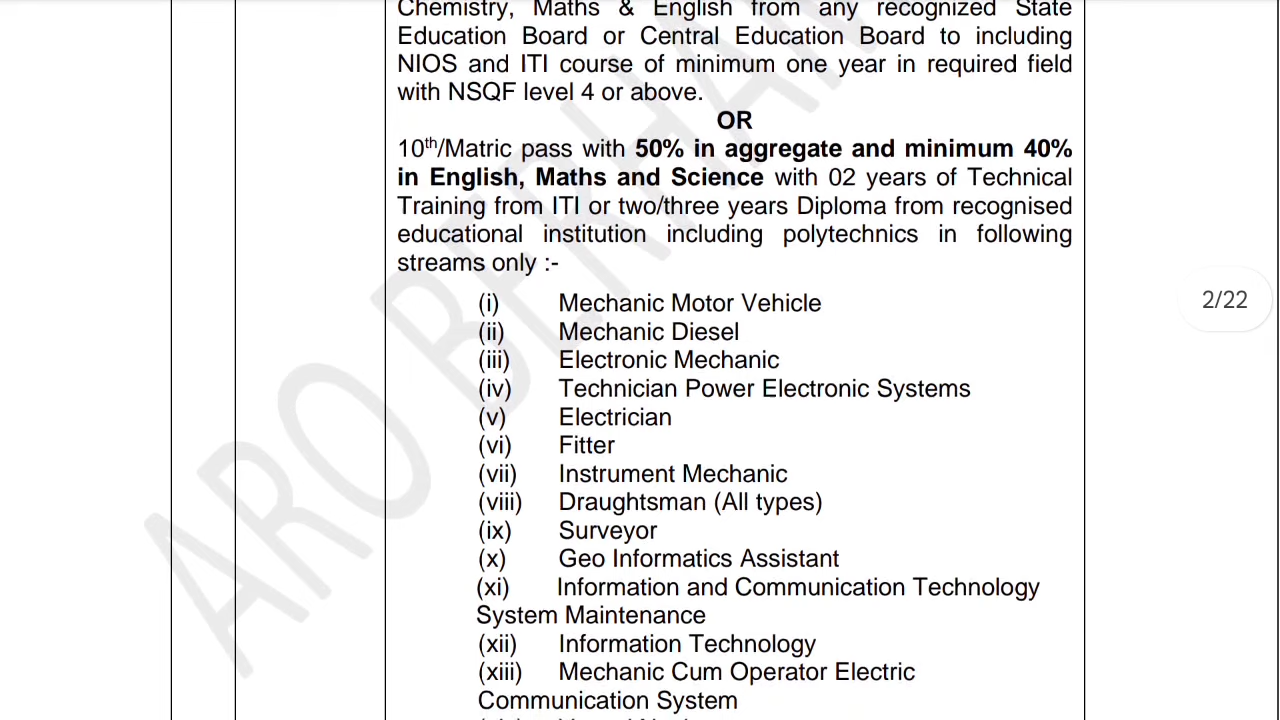 Chemistry, Maths & English from any recognized State
Education Board or Central Education Board to including
NIOS and ITI course of minimum one year in required field
with NSQF level 4 or above.
OR
10th/Matric pass with 50% in aggregate and minimum 40%
in English, Maths and Science with 02 years of Technical
Training from ITI or two/three years Diploma from recognised
educational institution including polytechnics in following
streams only :-
(i) Mechanic Motor Vehicle
2/22
(ii) Mechanic Diesel
(iii) Electronic Mechanic
(iv) Technician Power Electronic Systems
(v) Electrician
(vi) Fitter
(vii) Instrument Mechanic
(viii) Draughtsman (All types)
(ix) Surveyor
(x) Geo Informatics Assistant
(xi) Information and Communication Technology
System Maintenance
(xii) Information Technology
(xiii) Mechanic Cum Operator Electric
Communication System
ARO BERHAM